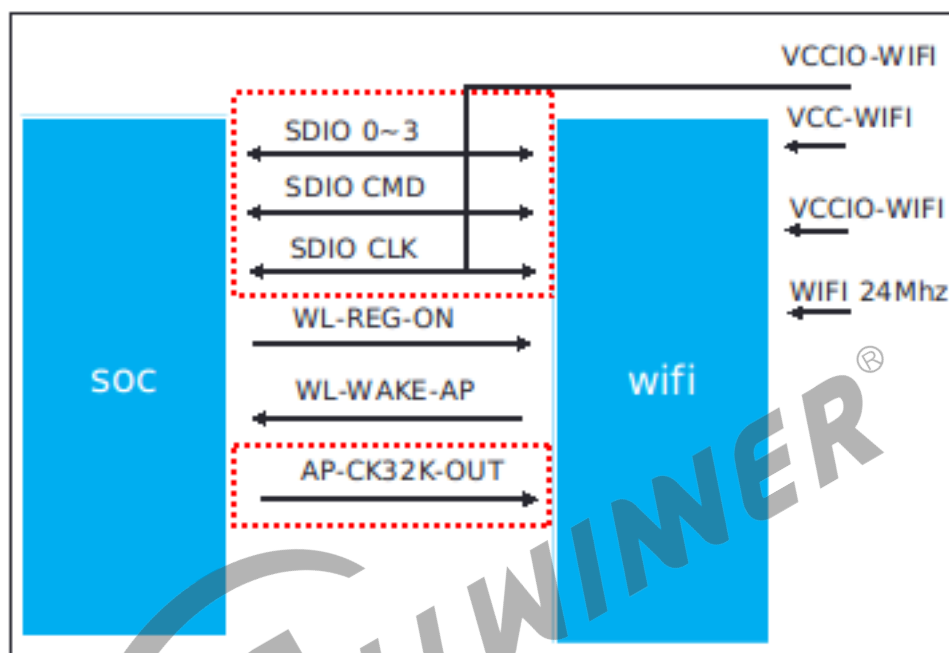 VCCIO-WIFI
SDIO 0~3
VCC-WIFI
SDIO CMD
VCCIO-WIFI
SDIO CLK
WIFI 24Mhz
WL-REG-ON
soc
wifi
WL-WAKE-AP
AP-CK32K-OUT